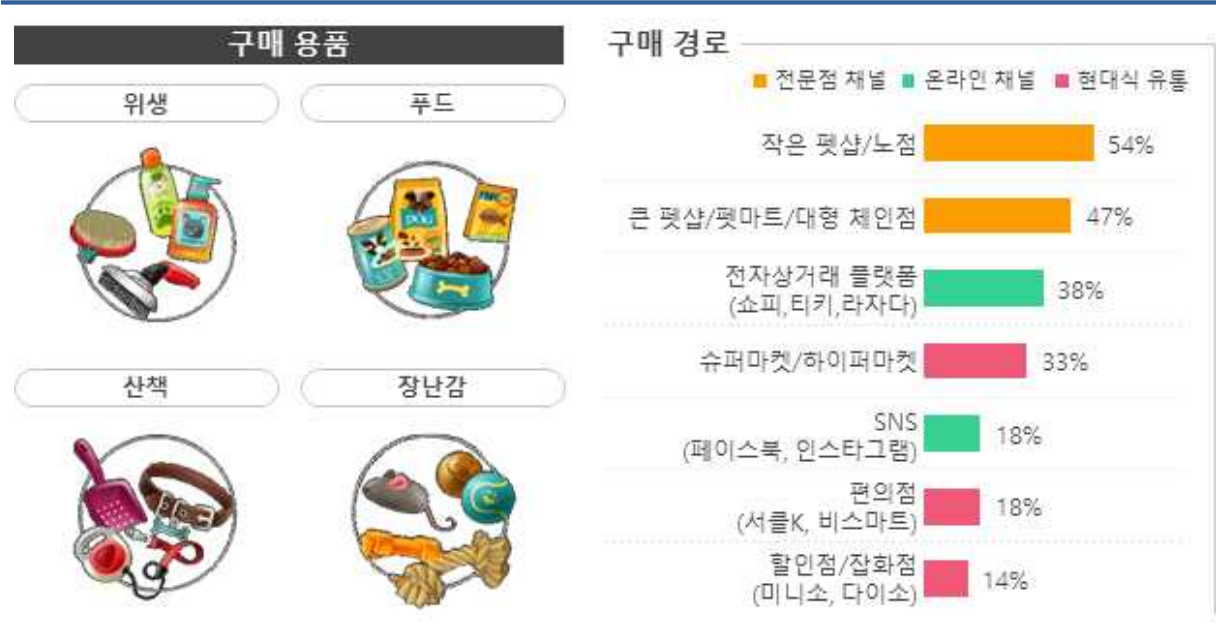 구매 용품
위생
푸드
DOG
산책
장난감
구매 경로
전문점 채널 온라인 채널 현대식 유통
작은 펫샵/노점 54%
큰 펫샵/펫마트/대형 체인점 47%
전자상거래 플랫폼
(쇼피,티키,라자다) 38%
슈퍼마켓/하이퍼마켓 33%
SNS
(페이스북, 인스타그램) 18%
편의점
(서클K, 비스마트) 18%
할인점/잡화점
(미니소, 다이소) 14%